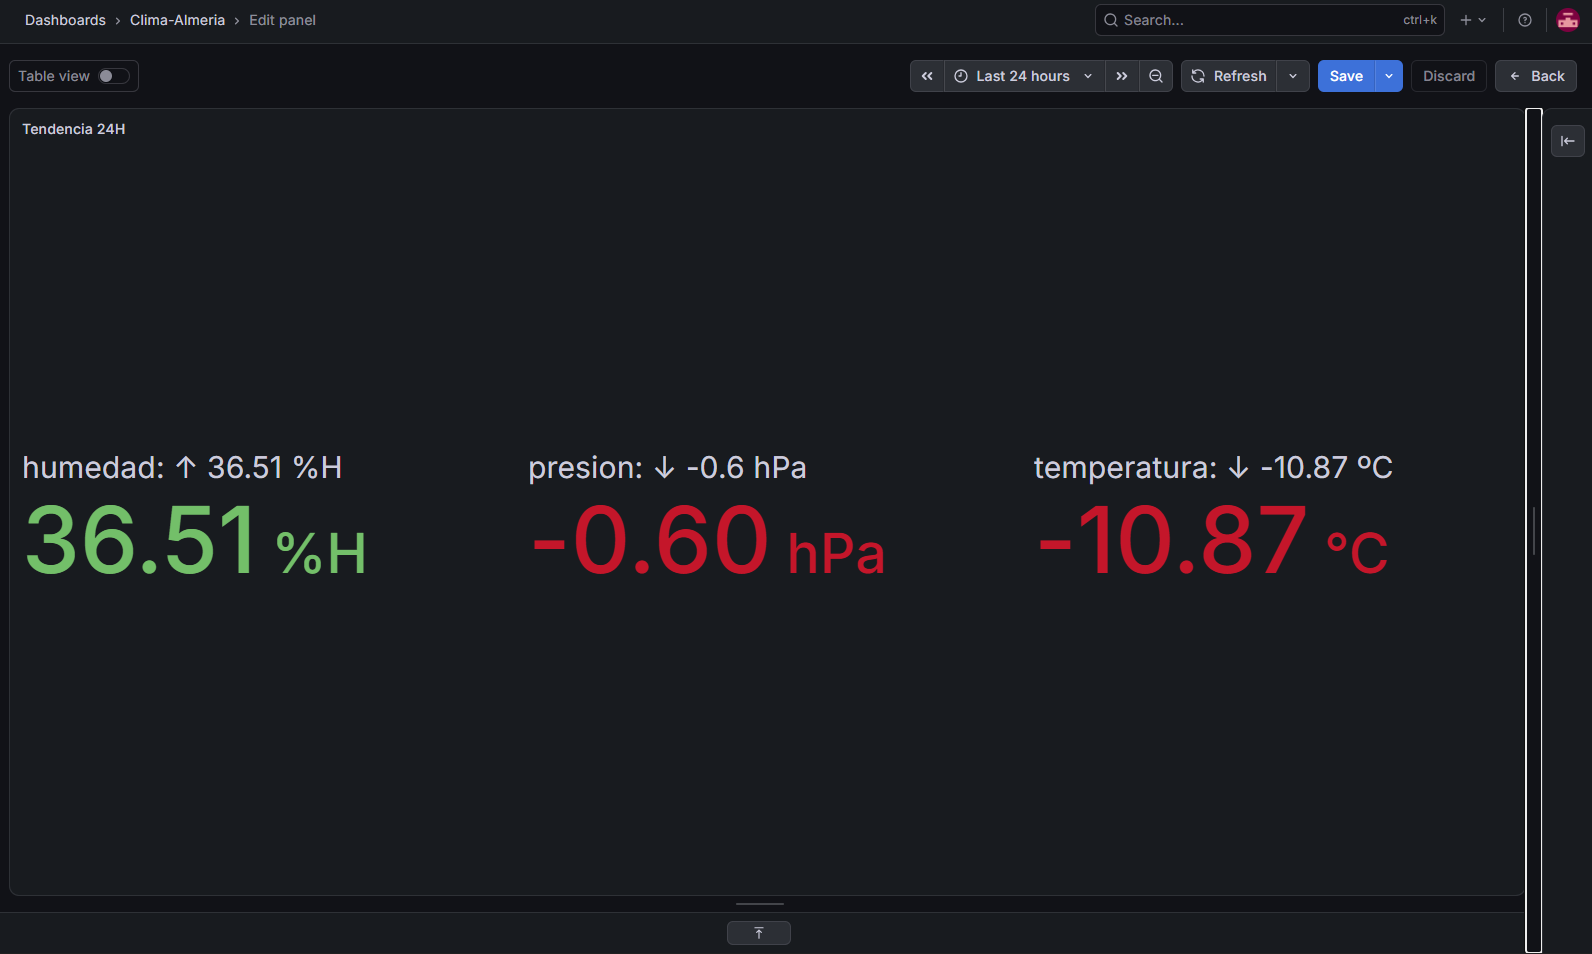 Dashboards › Clima-Almeria › Edit panel
Search... ctrl+k
Table view
Last 24 hours
Refresh
Save
Discard
Back
Tendencia 24H
humedad: ↑ 36.51 %H
36.51 %H
presion: ↓ -0.6 hPa
-0.60 hPa
temperatura: ↓ -10.87 ºC
-10.87 °C